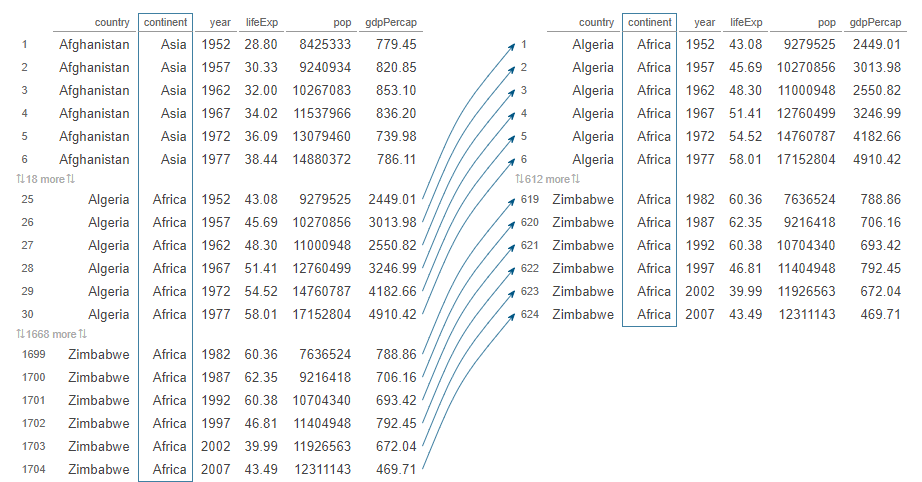 country continent year lifeExp pop gdpPercap
1 Afghanistan Asia 1952 28.80 8425333 779.45
2 Afghanistan Asia 1957 30.33 9240934 820.85
3 Afghanistan Asia 1962 32.00 10267083 853.10
4 Afghanistan Asia 1967 34.02 11537966 836.20
5 Afghanistan Asia 1972 36.09 13079460 739.98
6 Afghanistan Asia 1977 38.44 14880372 786.11
⇅18 more⇅
25 Algeria Africa 1952 43.08 9279525 2449.01
26 Algeria Africa 1957 45.69 10270856 3013.98
27 Algeria Africa 1962 48.30 11000948 2550.82
28 Algeria Africa 1967 51.41 12760499 3246.99
29 Algeria Africa 1972 54.52 14760787 4182.66
30 Algeria Africa 1977 58.01 17152804 4910.42
⇅1668 more⇅
1699 Zimbabwe Africa 1982 60.36 7636524 788.86
1700 Zimbabwe Africa 1987 62.35 9216418 706.16
1701 Zimbabwe Africa 1992 60.38 10704340 693.42
1702 Zimbabwe Africa 1997 46.81 11404948 792.45
1703 Zimbabwe Africa 2002 39.99 11926563 672.04
1704 Zimbabwe Africa 2007 43.49 12311143 469.71
country continent year lifeExp pop gdpPercap
1 Algeria Africa 1952 43.08 9279525 2449.01
2 Algeria Africa 1957 45.69 10270856 3013.98
3 Algeria Africa 1962 48.30 11000948 2550.82
4 Algeria Africa 1967 51.41 12760499 3246.99
5 Algeria Africa 1972 54.52 14760787 4182.66
6 Algeria Africa 1977 58.01 17152804 4910.42
⇅612 more⇅
619 Zimbabwe Africa 1982 60.36 7636524 788.86
620 Zimbabwe Africa 1987 62.35 9216418 706.16
621 Zimbabwe Africa 1992 60.38 10704340 693.42
622 Zimbabwe Africa 1997 46.81 11404948 792.45
623 Zimbabwe Africa 2002 39.99 11926563 672.04
624 Zimbabwe Africa 2007 43.49 12311143 469.71